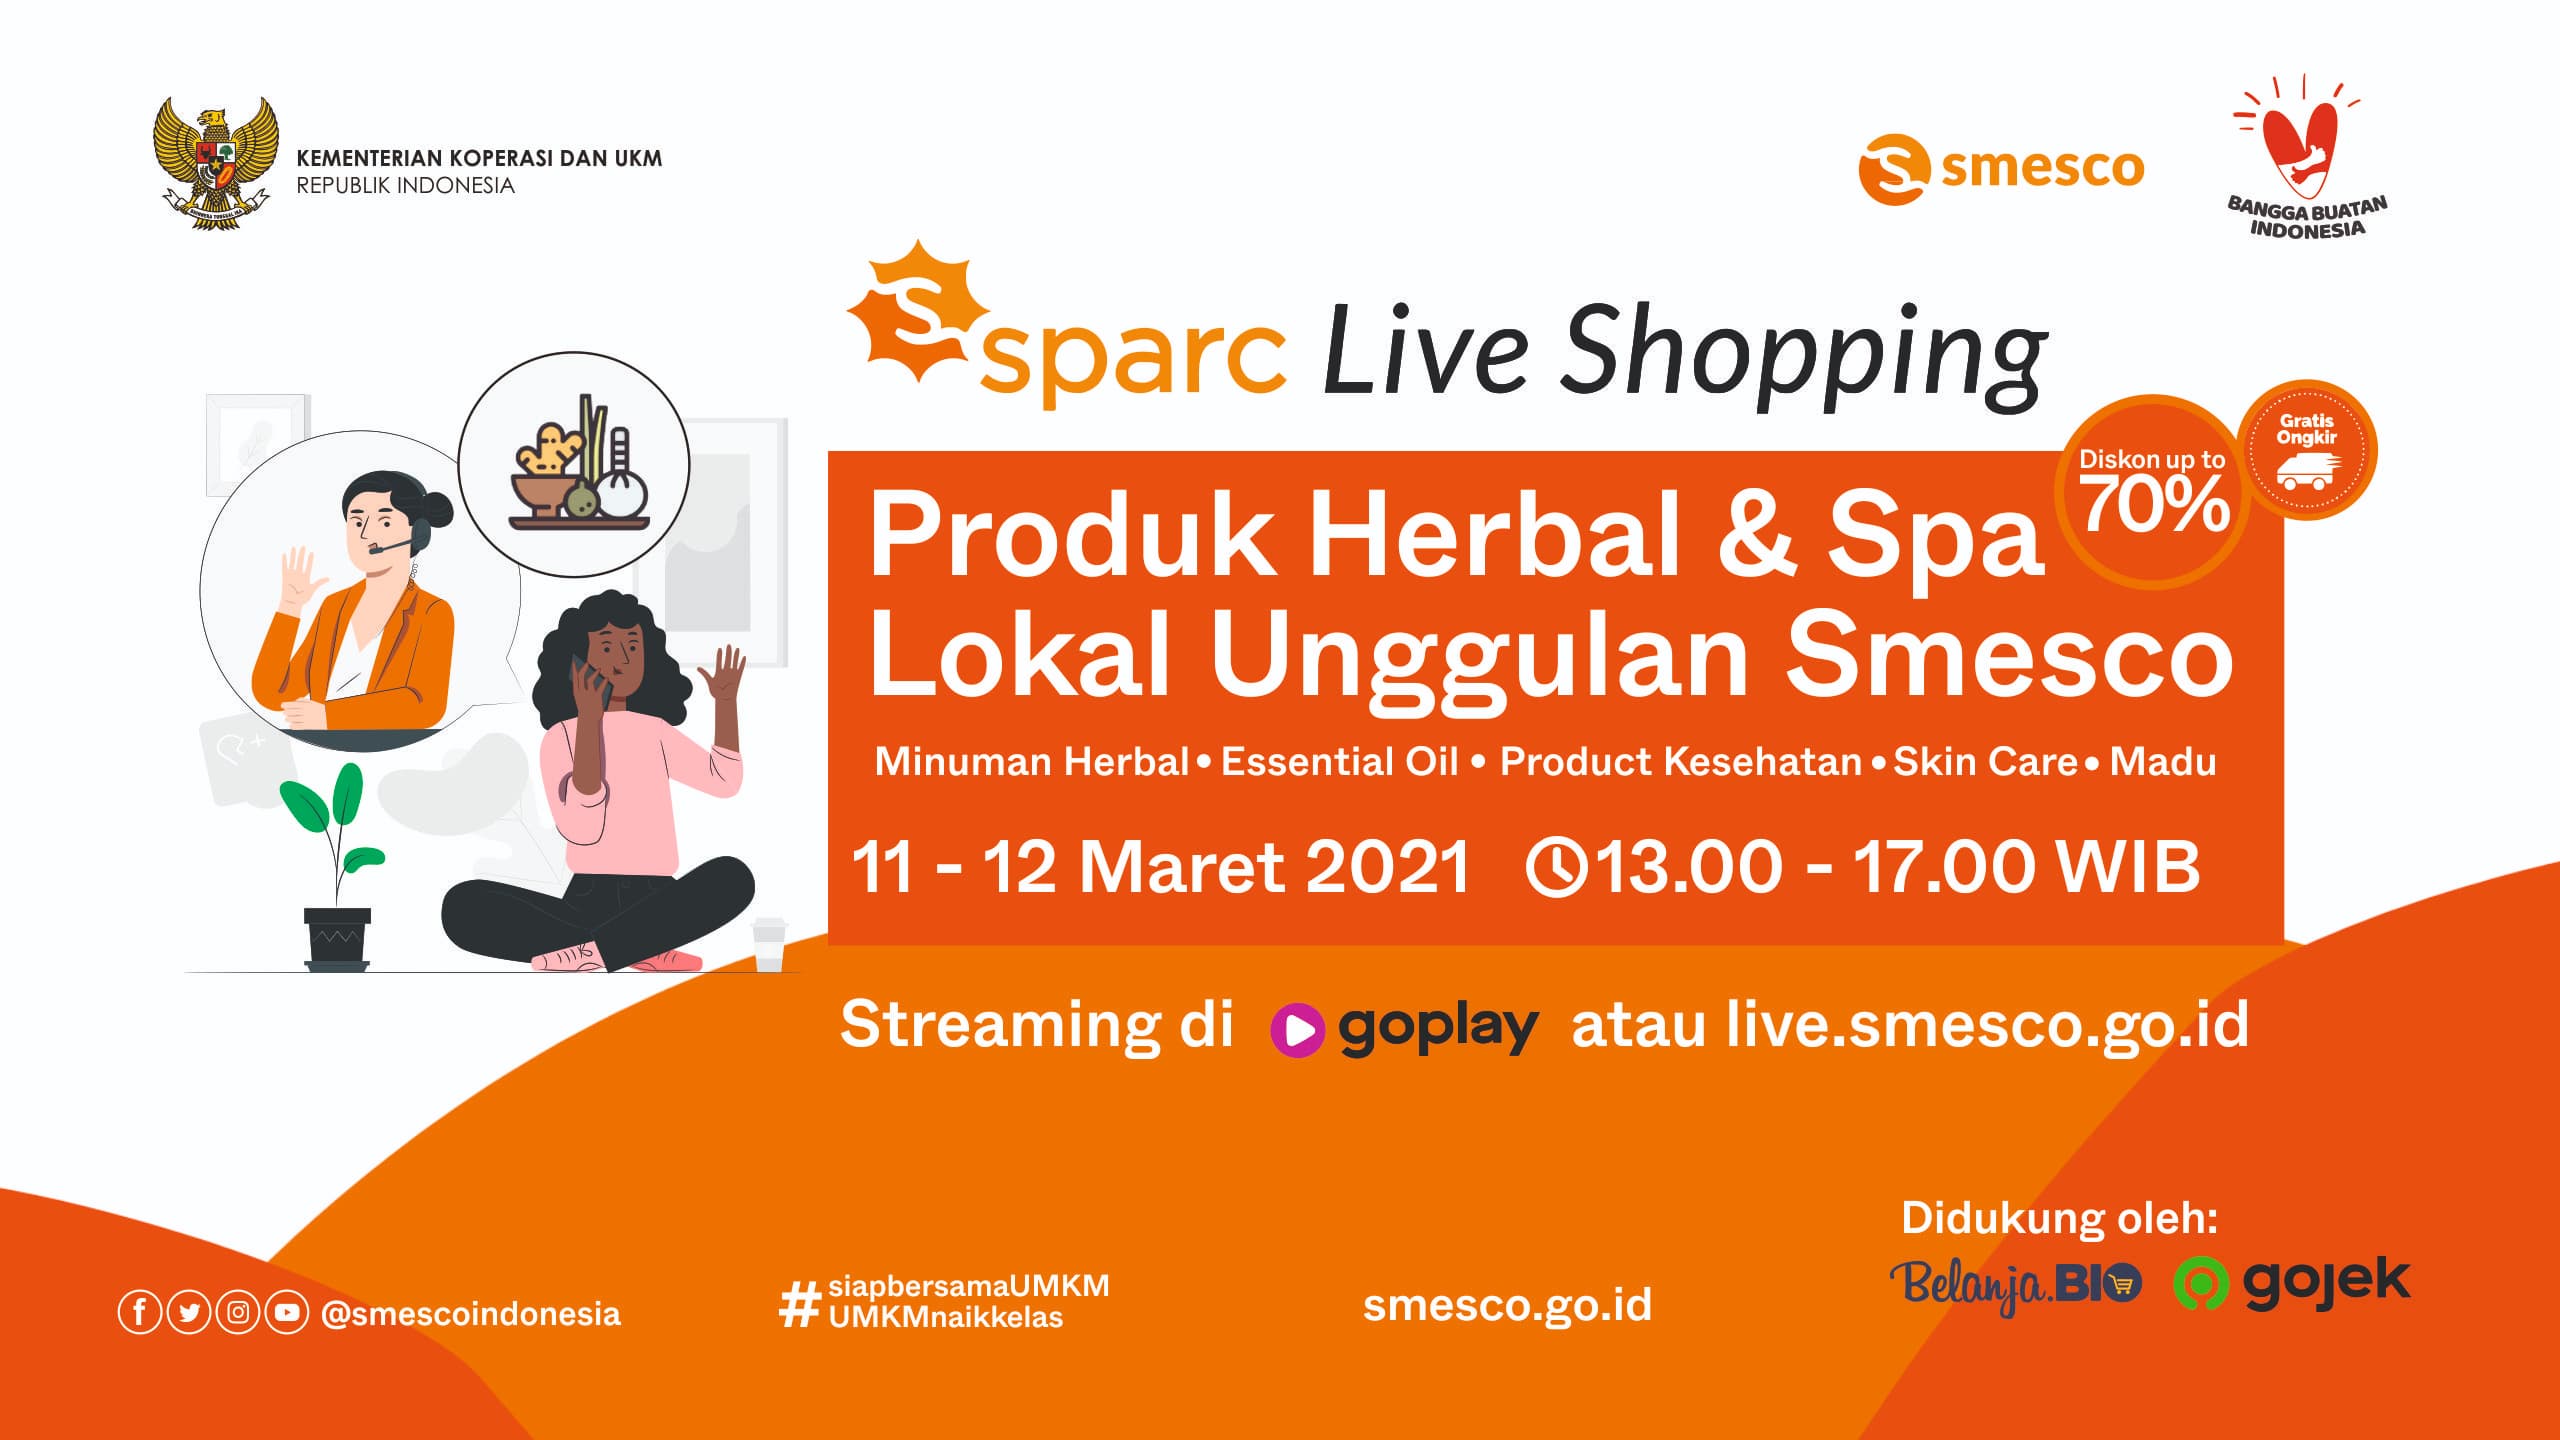 KEMENTERIAN KOPERASI DAN UKM
REPUBLIK INDONESIA
smesco
BANGGA BUATAN
INDONESIA
sparc Live Shopping
Diskon up to
70%
Gratis
Ongkir
Produk Herbal & Spa
Lokal Unggulan Smesco
Minuman Herbal • Essential Oil • Product Kesehatan • Skin Care • Madu
11 - 12 Maret 2021 13.00 - 17.00 WIB
Streaming di goplay atau live.smesco.go.id
Didukung oleh:
Belanja.BIO gojek
@smescoindonesia
#siapbersamaUMKM
UMKMnaikkelas
smesco.go.id